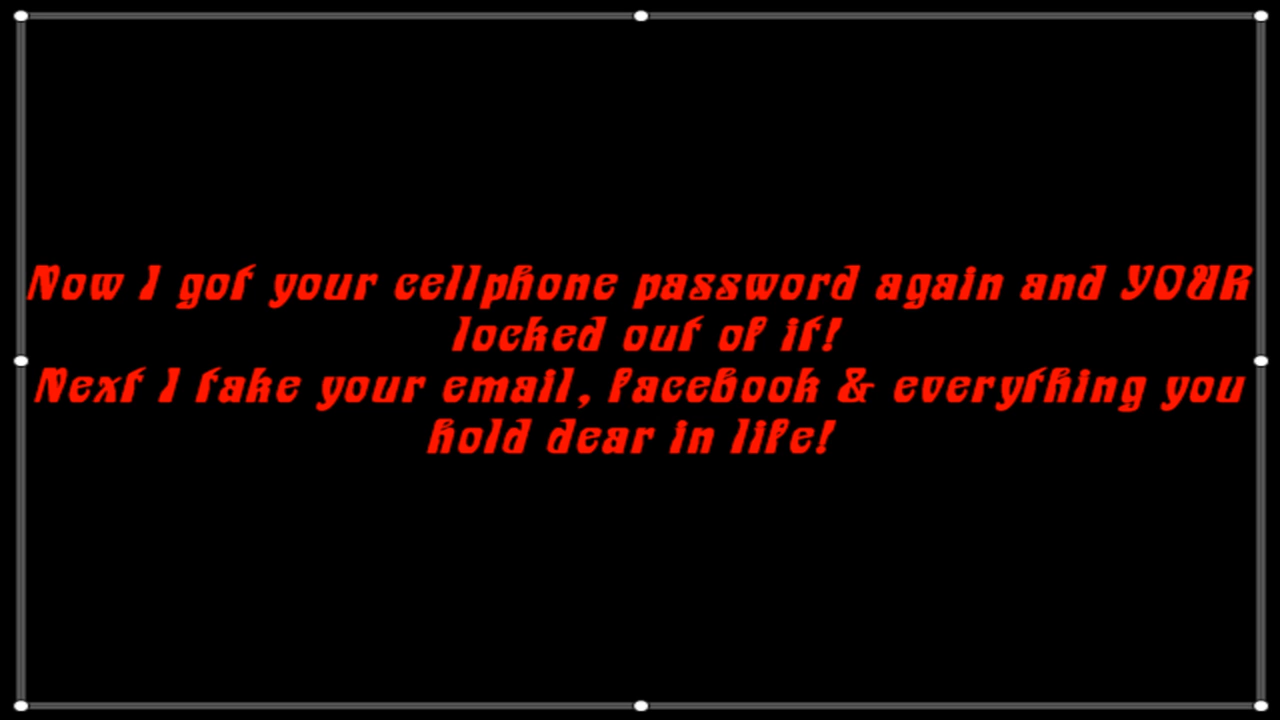 Now I got your cellphone password again and YOUR
locked out of it!
Next I take your email, facebook & everything you
hold dear in life!